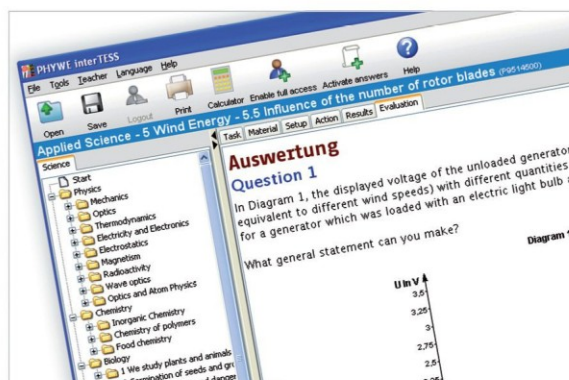 PHYWE interTESS
File Tools Teacher Language Help
Open Save Logout Print Calculator Enable full access Activate answers Help
Applied Science - 5 Wind Energy - 5.5 Influence of the number of rotor blades (P9514600)
Science
Task Material Setup Action Results Evaluation
Start
Physics
Mechanics
Optics
Thermodynamics
Electricity and Electronics
Electrostatics
Magnetism
Radioactivity
Wave optics
Optics and Atom Physics
Chemistry
Inorganic Chemistry
Chemistry of polymers
Food chemistry
Biology
1 We study plants and animals
of seeds and
Auswertung
Question 1
In Diagram 1, the displayed voltage of the unloaded generator
equivalent to different wind speeds) with different quantities
for a generator which was loaded with an electric light bulb
What general statement can you make?
Diagram
U in V
3,5
3,25
3
2,75
2,5
2,25